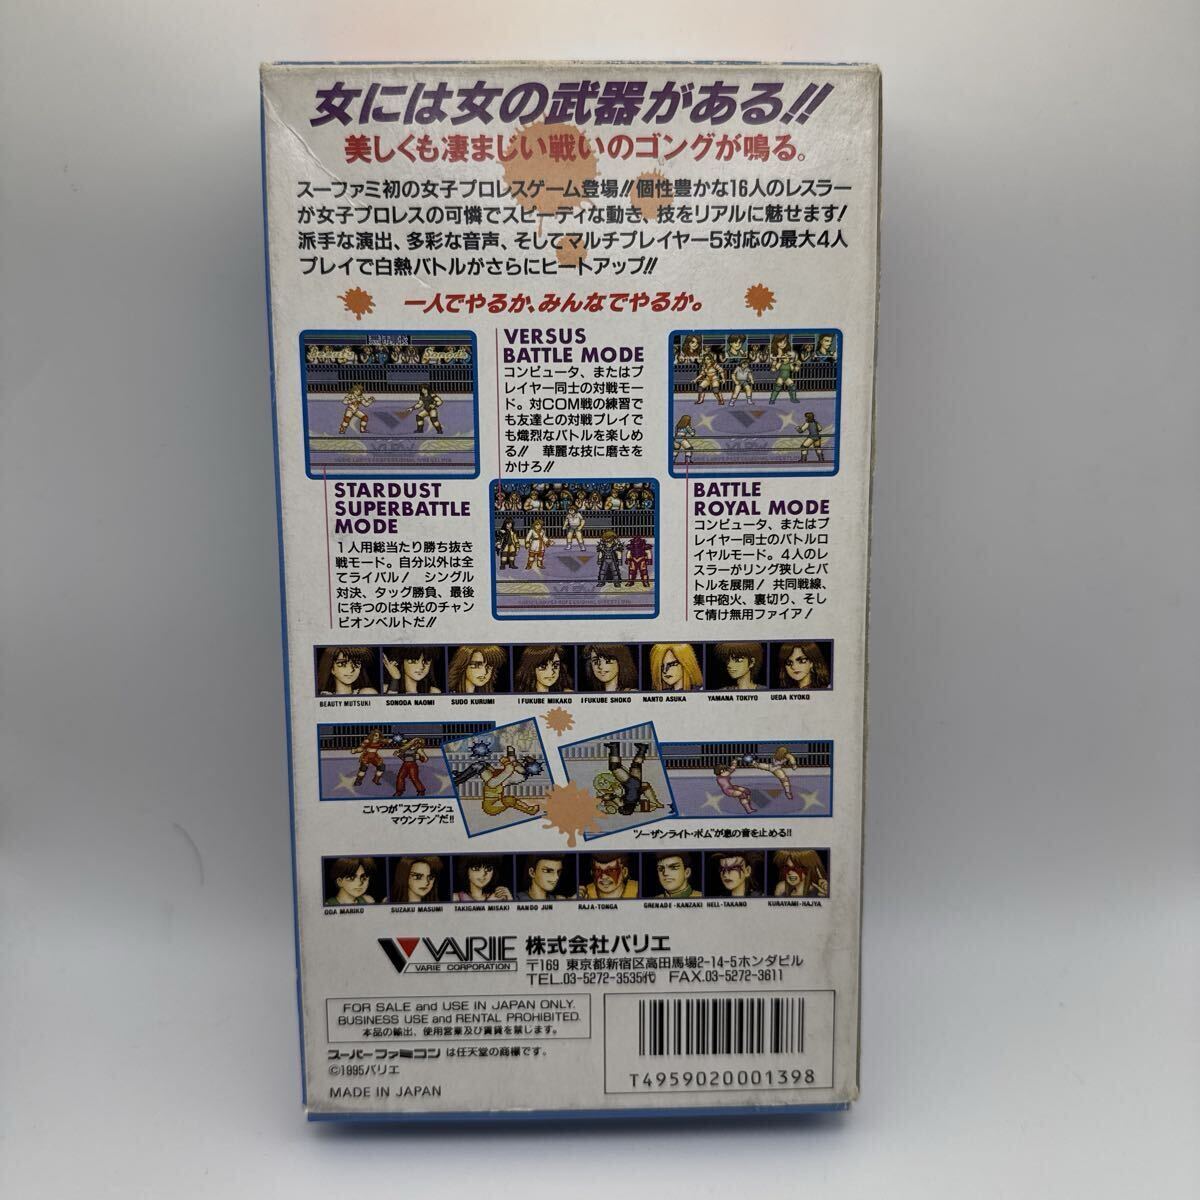 女には女の武器がある!!
美しくも凄まじい戦いのゴングが鳴る。
スーファミ初の女子プロレスゲーム登場!!個性豊かな16人のレスラー
が女子プロレスの可憐でスピーディな動き、技をリアルに魅せます!
派手な演出、多彩な音声、そしてマルチプレイヤー5対応の最大4人
プレイで白熱バトルがさらにヒートアップ!!
一人でやるか、みんなでやるか。
VERSUS
BATTLE MODE
コンピュータ、またはプ
レイヤー同士の対戦モー
ド。対COM戦の練習で
も友達との対戦プレイで
も熾烈なバトルを楽しめ
る!! 華麗な技に磨きを
かけろ!!
STARDUST
SUPERBATTLE
MODE
1人用総当たり勝ち抜き
戦モード。自分以外は全
てライバル! シングル
対決、タッグ勝負、最後
に待つのは栄光のチャン
ピオンベルトだ!!
BATTLE
ROYAL MODE
コンピュータ、またはプ
レイヤー同士のバトルロ
イヤルモード。4人のレ
スラーがリング狭しとバ
トルを展開! 共同戦線、
集中砲火、裏切り、そし
て情け無用ファイア!
BEAUTY MUTSUKI
SONODA NAOMI
SUDO KURUMI
IFUKUBE MIKAKO
IFUKUBE SHOKO
NANTO ASUKA
YAMANA TOKIYO
UEDA KYOKO
こいつが"スプラッシュ
マウンテン"だ!!
"ソーザンライト・ボム"が息の音を止める!!
ODA MARIKO
SUZAKU MASUMI
TAKIGAWA MISAKI
RANDO JUN
RAJA-TONGA
GRENADE-KANZAKI
HELL-TAKANO
KURAYAMI-HAJYA
VARIE
VARIE CORPORATION
株式会社バリエ
〒169 東京都新宿区高田馬場2-14-5ホンダビル
TEL.03-5272-3535代 FAX.03-5272-3611
FOR SALE and USE IN JAPAN ONLY.
BUSINESS USE and RENTAL PROHIBITED.
本品の輸出、使用営業及び賃貸を禁じます。
スーパーファミコン は任天堂の商標です。
©1995バリエ
MADE IN JAPAN
T4959020001398